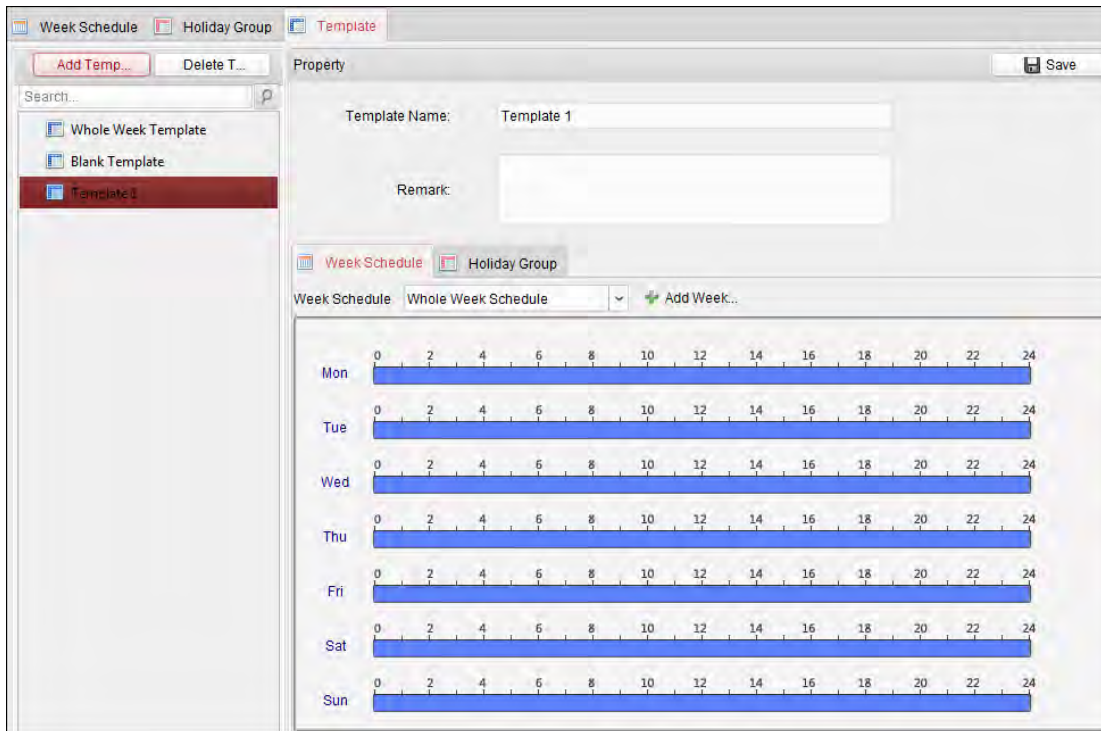 Week Schedule Holiday Group Template
Add Temp... Delete T...
Search...
Whole Week Template
Blank Template
Template1
Property Save
Template Name: Template 1
Remark:
Week Schedule Holiday Group
Week Schedule Whole Week Schedule Add Week...
0 2 4 6 8 10 12 14 16 18 20 22 24
Mon
0 2 4 6 8 10 12 14 16 18 20 22 24
Tue
0 2 4 6 8 10 12 14 16 18 20 22 24
Wed
0 2 4 6 8 10 12 14 16 18 20 22 24
Thu
0 2 4 6 8 10 12 14 16 18 20 22 24
Fri
0 2 4 6 8 10 12 14 16 18 20 22 24
Sat
0 2 4 6 8 10 12 14 16 18 20 22 24
Sun